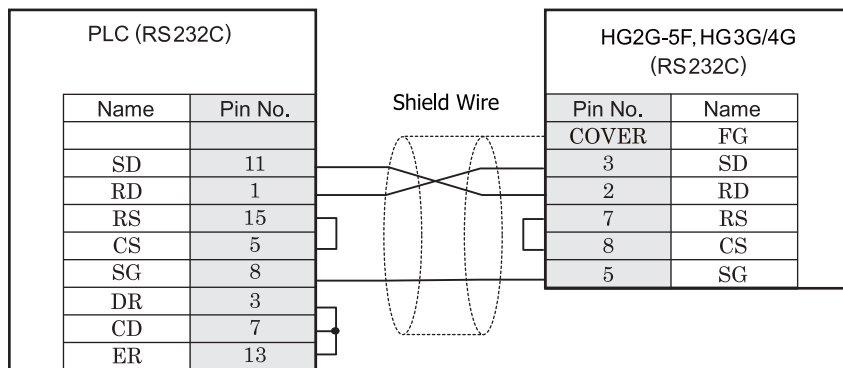 PLC (RS232C)
Name Pin No.
SD 11
RD 1
RS 15
CS 5
SG 8
DR 3
CD 7
ER 13
Shield Wire
HG2G-5F, HG3G/4G
(RS232C)
Pin No. Name
COVER FG
3 SD
2 RD
7 RS
8 CS
5 SG